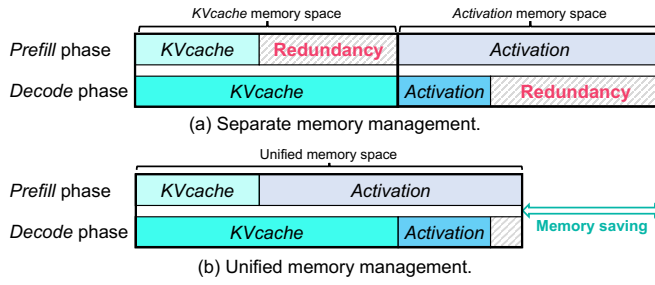 KVcache memory space Activation memory space
Prefill phase KVcache Redundancy Activation
Decode phase KVcache Activation Redundancy
(a) Separate memory management.
Unified memory space
Prefill phase KVcache Activation
Decode phase KVcache Activation
Memory saving
(b) Unified memory management.